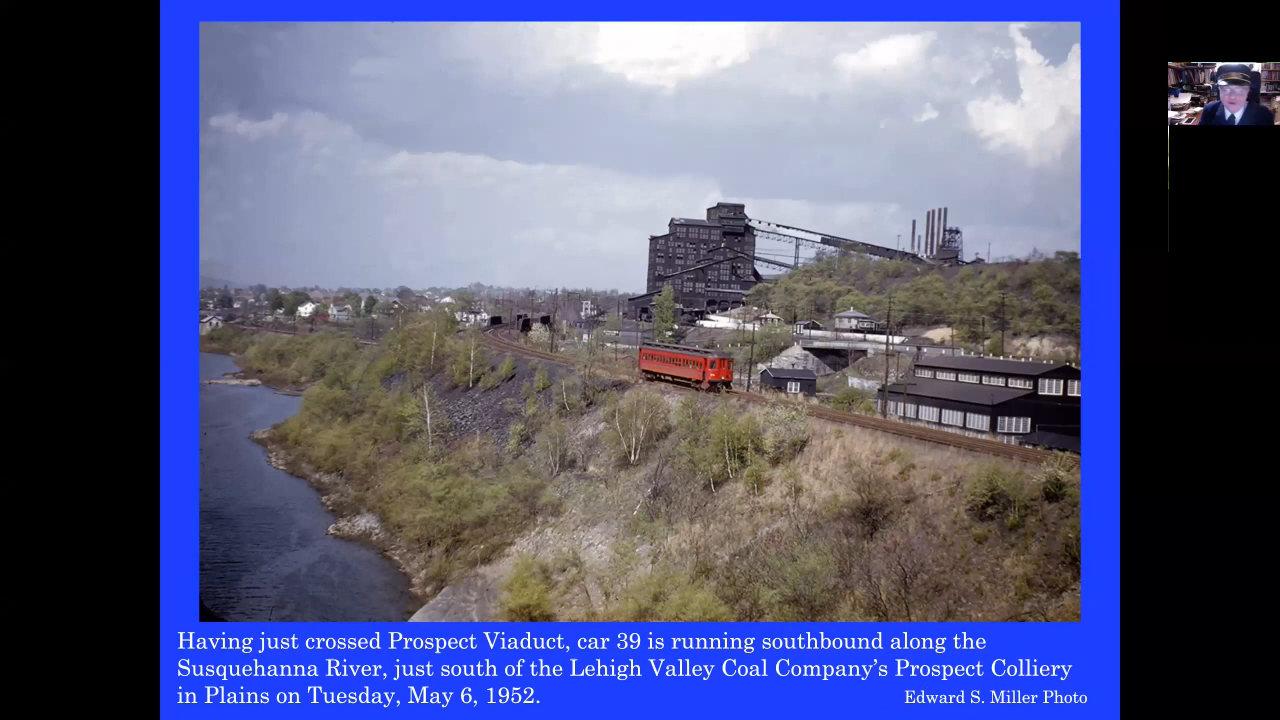 Having just crossed Prospect Viaduct, car 39 is running southbound along the
Susquehanna River, just south of the Lehigh Valley Coal Company’s Prospect Colliery
in Plains on Tuesday, May 6, 1952.
Edward S. Miller Photo